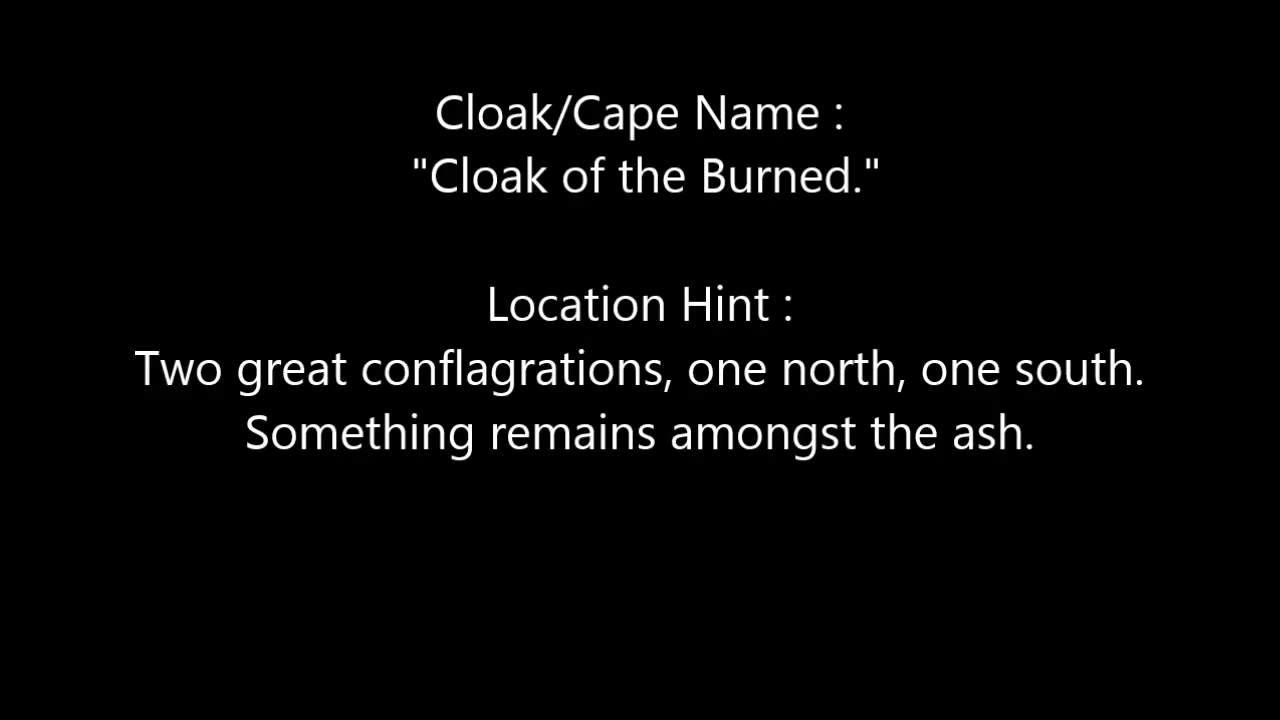 Cloak/Cape Name :
"Cloak of the Burned."
Location Hint :
Two great conflagrations, one north, one south.
Something remains amongst the ash.